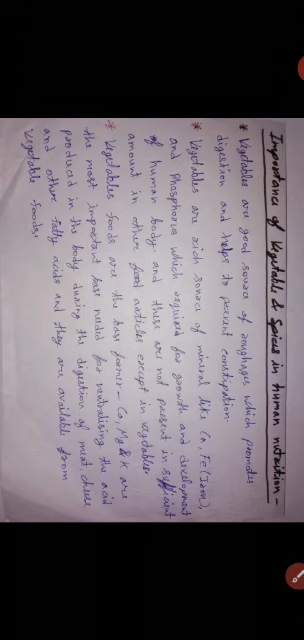 Importance of Vegetable & Spices in human nutrition -
* Vegetables are good source of roughages which promotes
digestion and helps to prevent constipation.
* Vegetables are rich source of mineral like Ca, Fe (Iron),
and Phosphorus which required for growth and development
of human body and these are not present in sufficient
amount in other food articles except in vegetables
* Vegetables foods are the base former - Ca, Mg & K are
the most important base needed for neutralising the acid
produced in the body during the digestion of meat, cheese
and othere fatty acids and they are available from
vegetable foods.